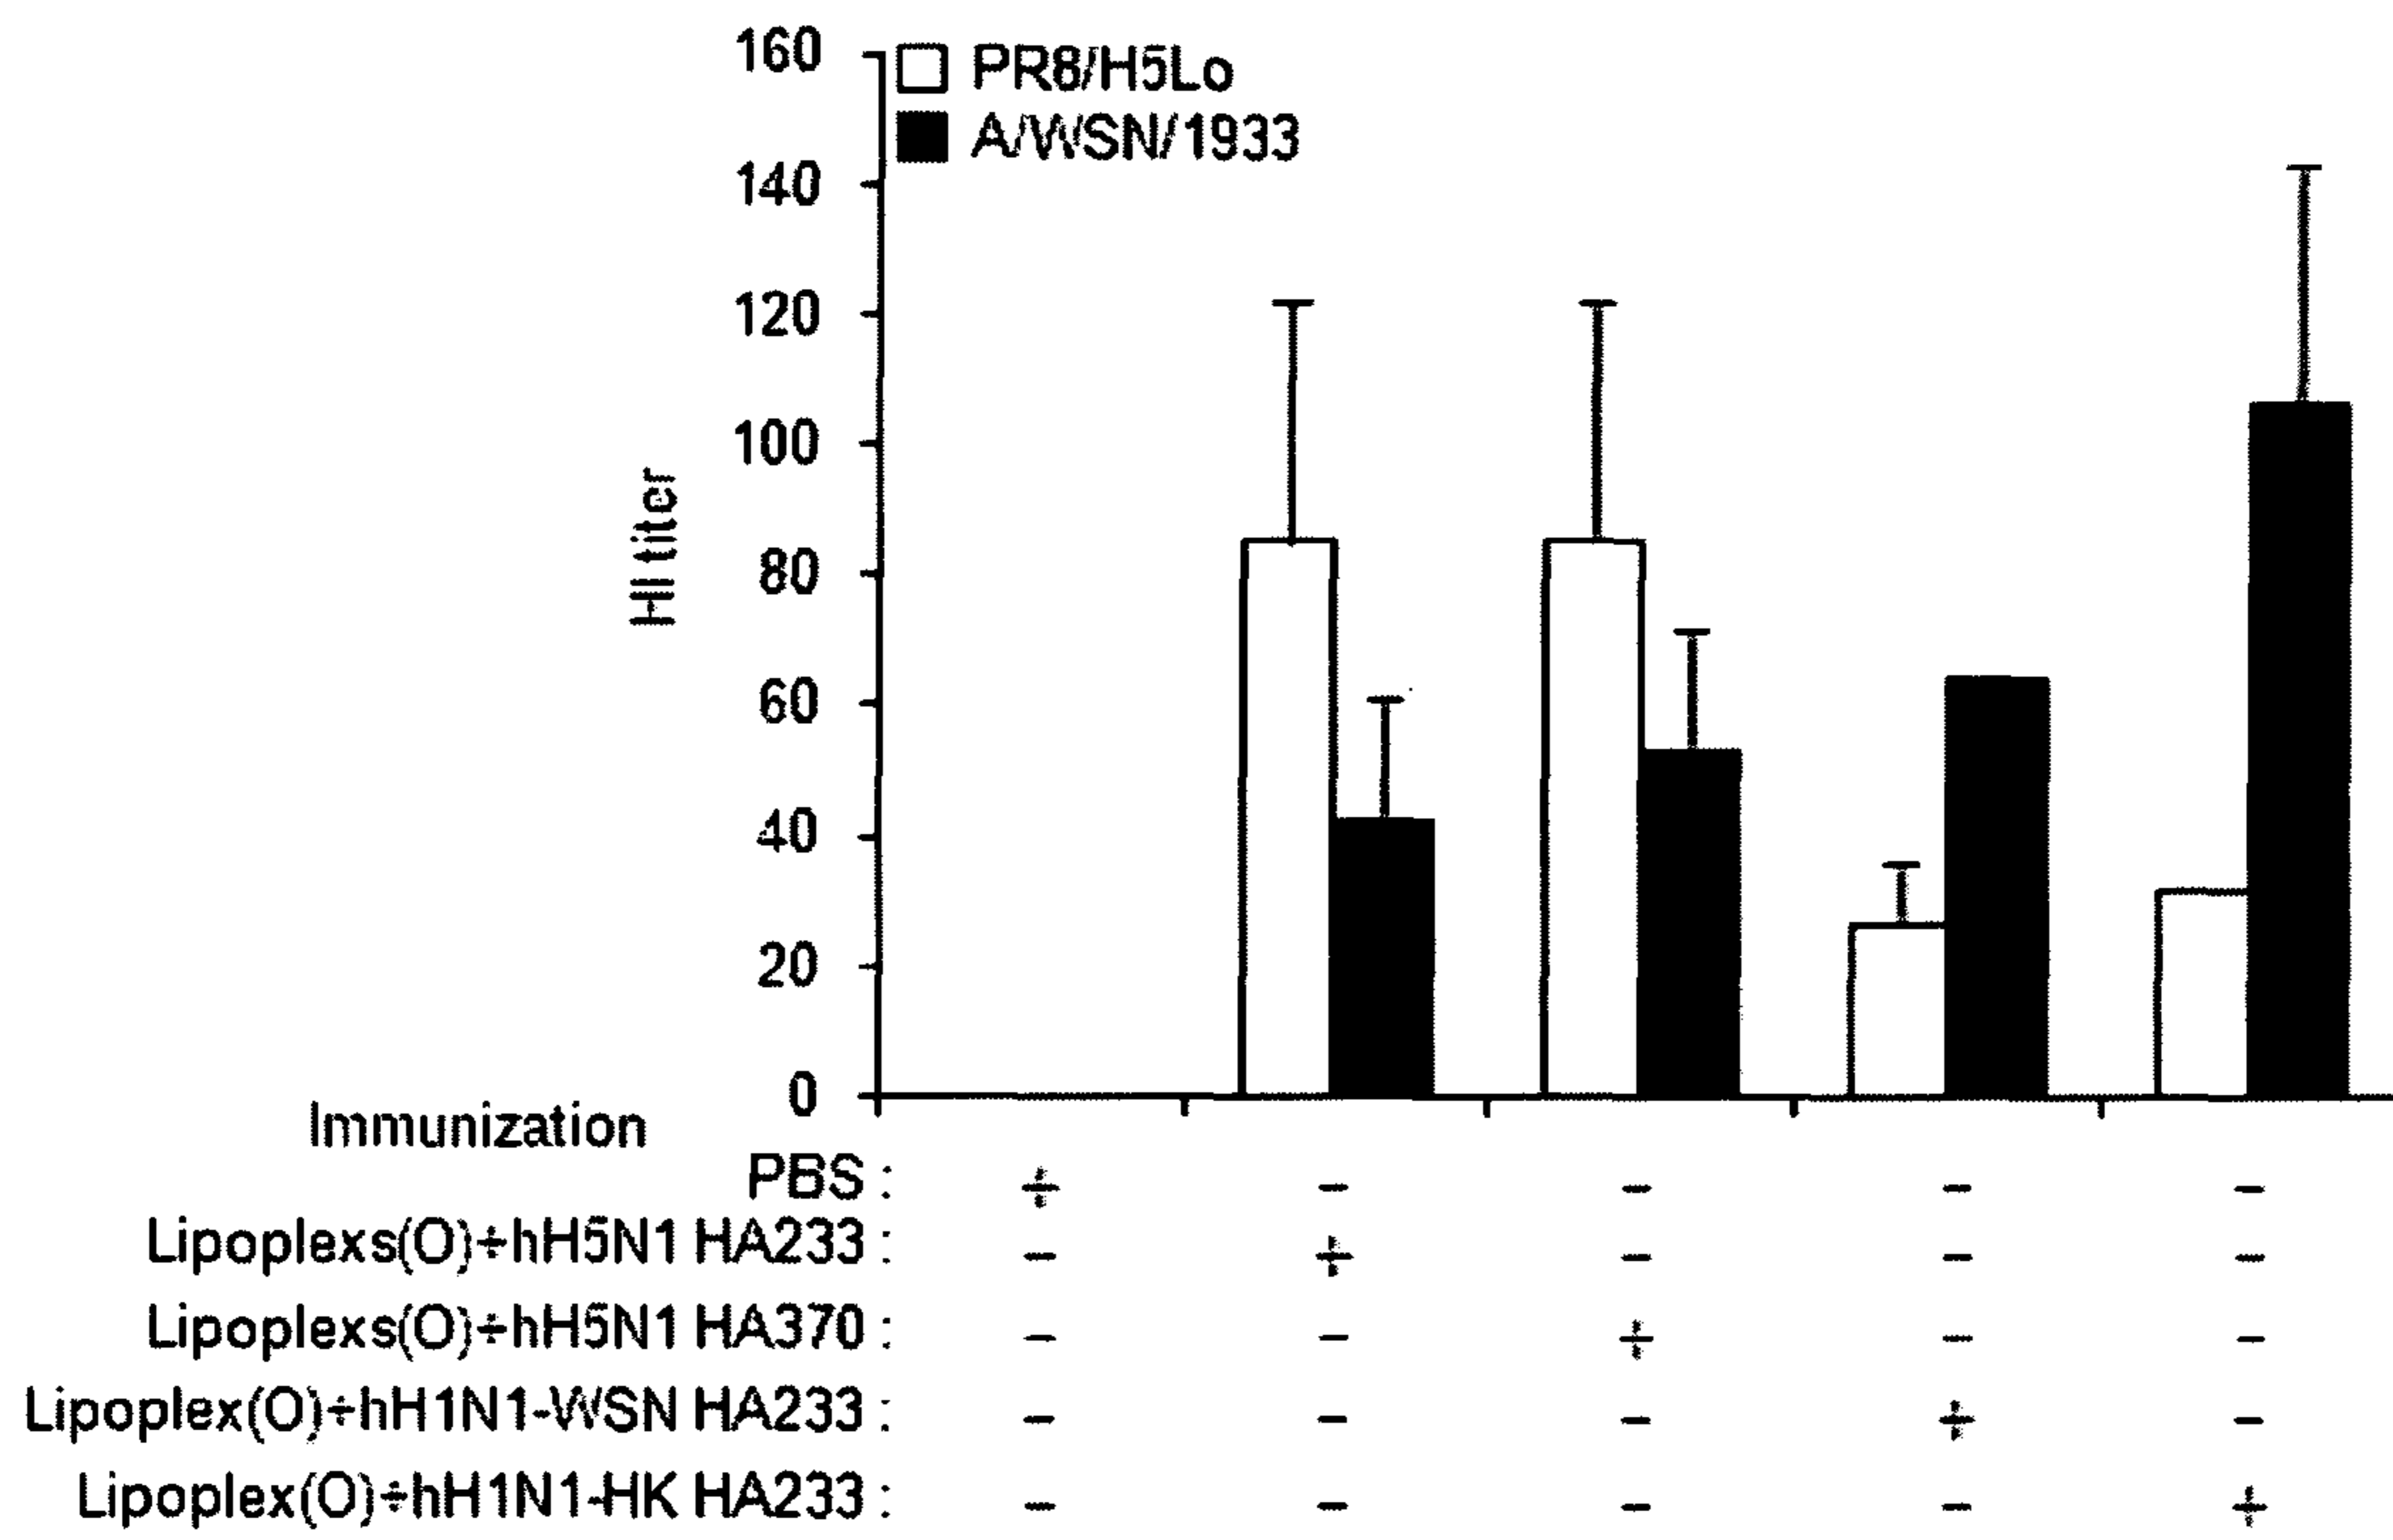 160
PR8/H5Lo
A/WSN/1933
140
120
100
80
60
40
20
0
HI titer
Immunization
PBS : + - - - -
Lipoplexs(O)+hH5N1 HA233 : - + - - -
Lipoplexs(O)+hH5N1 HA370 : - - + - -
Lipoplex(O)+hH1N1-WSN HA233 : - - - + -
Lipoplex(O)+hH1N1-HK HA233 : - - - - +